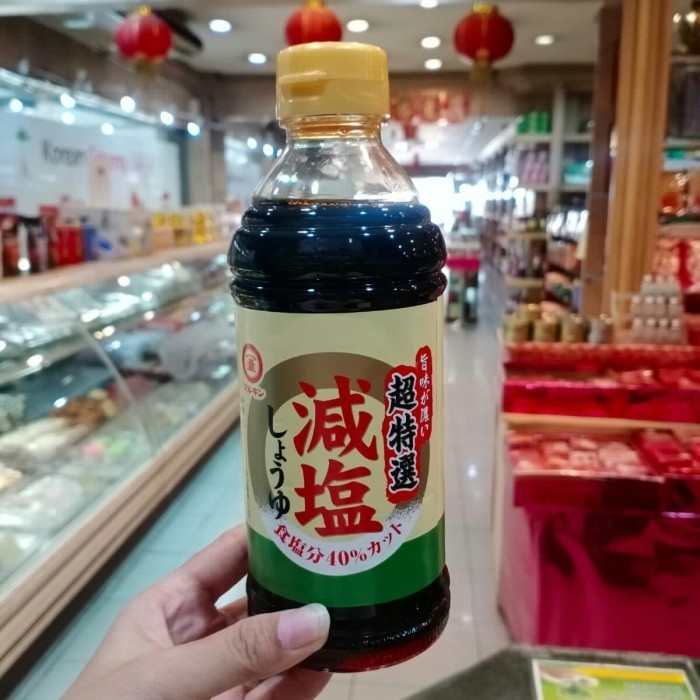 旨味が濃い
超特選
減塩
しょうゆ
食塩分40%カット